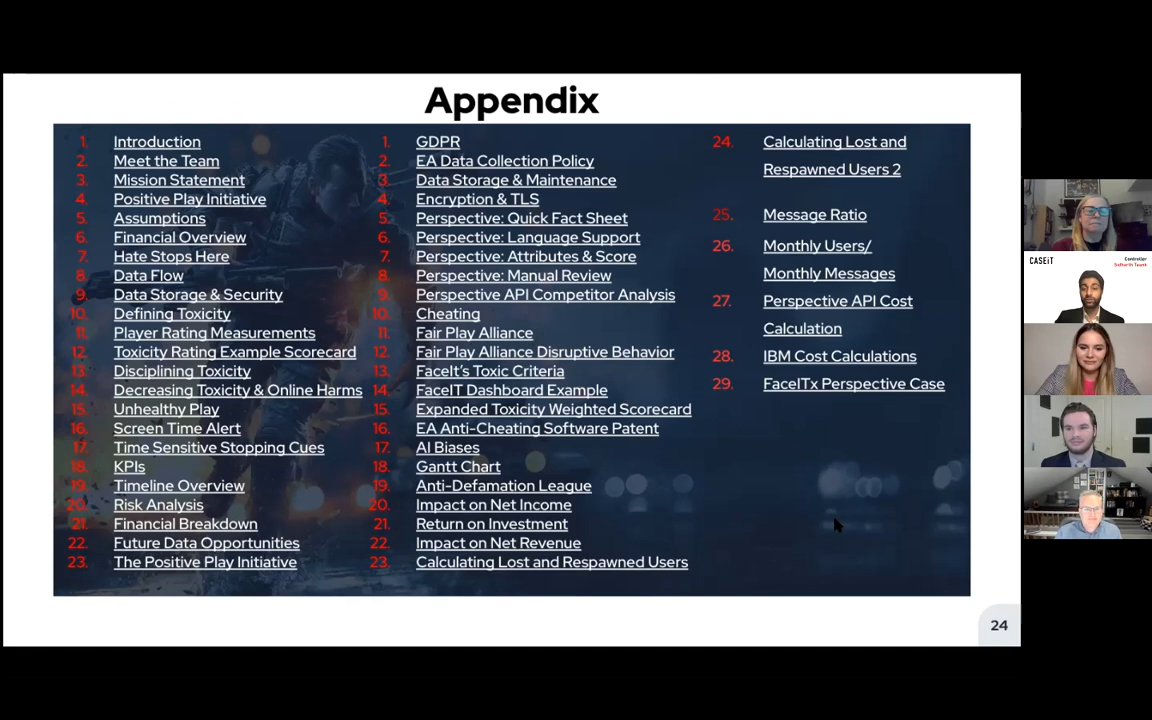 Appendix
1. Introduction
2. Meet the Team
3. Mission Statement
4. Positive Play Initiative
5. Assumptions
6. Financial Overview
7. Hate Stops Here
8. Data Flow
9. Data Storage & Security
10. Defining Toxicity
11. Player Rating Measurements
12. Toxicity Rating Example Scorecard
13. Disciplining Toxicity
14. Decreasing Toxicity & Online Harms
15. Unhealthy Play
16. Screen Time Alert
17. Time Sensitive Stopping Cues
18. KPIs
19. Timeline Overview
20. Risk Analysis
21. Financial Breakdown
22. Future Data Opportunities
23. The Positive Play Initiative
1. GDPR
2. EA Data Collection Policy
3. Data Storage & Maintenance
4. Encryption & TLS
5. Perspective: Quick Fact Sheet
6. Perspective: Language Support
7. Perspective: Attributes & Score
8. Perspective: Manual Review
9. Perspective API Competitor Analysis
10. Cheating
11. Fair Play Alliance
12. Fair Play Alliance Disruptive Behavior
13. FaceIt's Toxic Criteria
14. FaceIT Dashboard Example
15. Expanded Toxicity Weighted Scorecard
16. EA Anti-Cheating Software Patent
17. AI Biases
18. Gantt Chart
19. Anti-Defamation League
20. Impact on Net Income
21. Return on Investment
22. Impact on Net Revenue
23. Calculating Lost and Respawned Users
24. Calculating Lost and
Respawned Users 2
25. Message Ratio
26. Monthly Users/
Monthly Messages
27. Perspective API Cost
Calculation
28. IBM Cost Calculations
29. FaceITx Perspective Case
24
CASEiT
Controller
Sidharth Taank